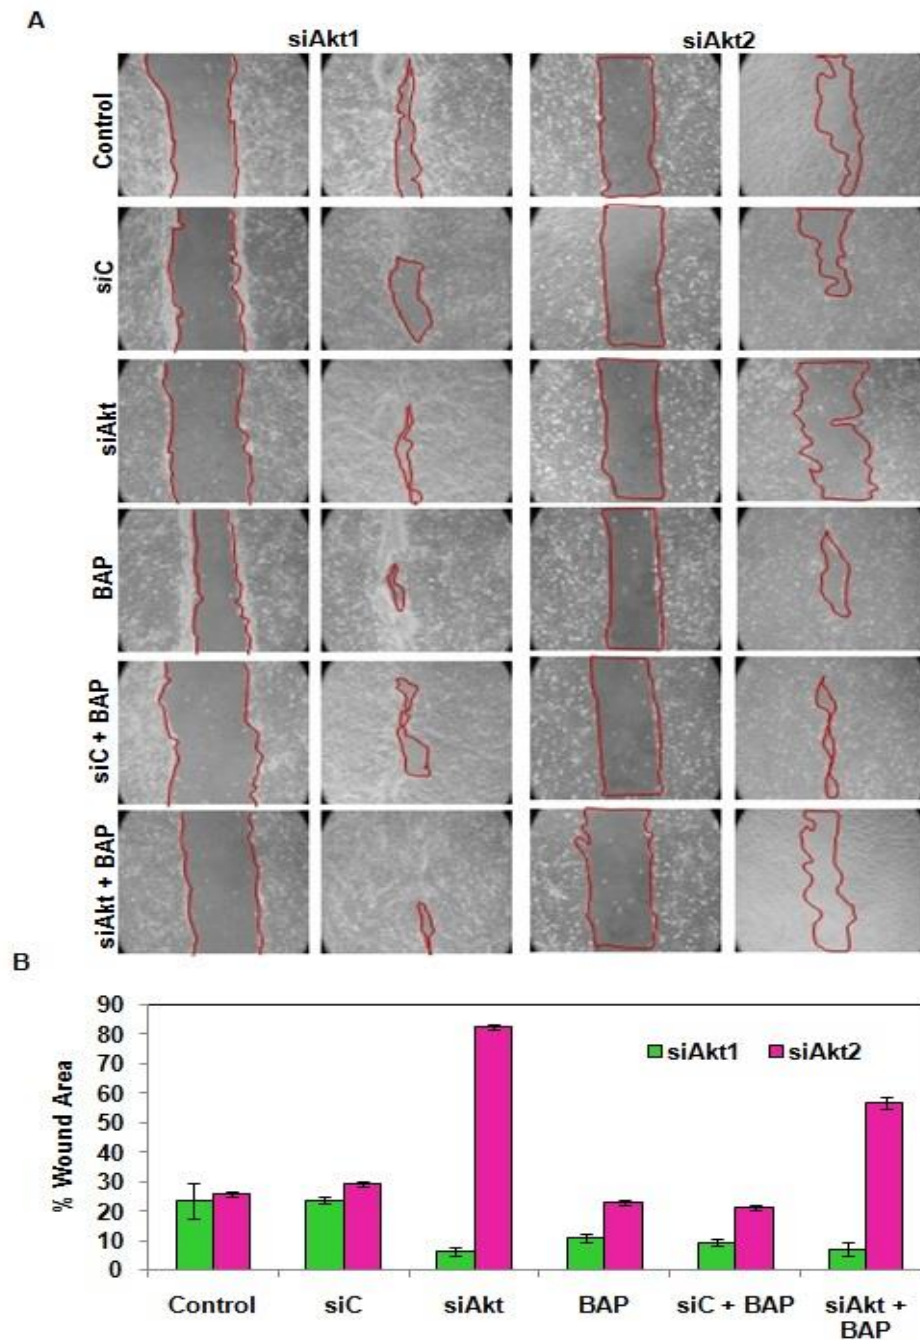 A
siAkt1 siAkt2
Control
siC
siAkt
BAP
siC + BAP
siAkt + BAP
B
90
80
70
60
50
40
30
20
10
0
% Wound Area
siAkt1 siAkt2
Control siC siAkt BAP siC + BAP siAkt +
BAP